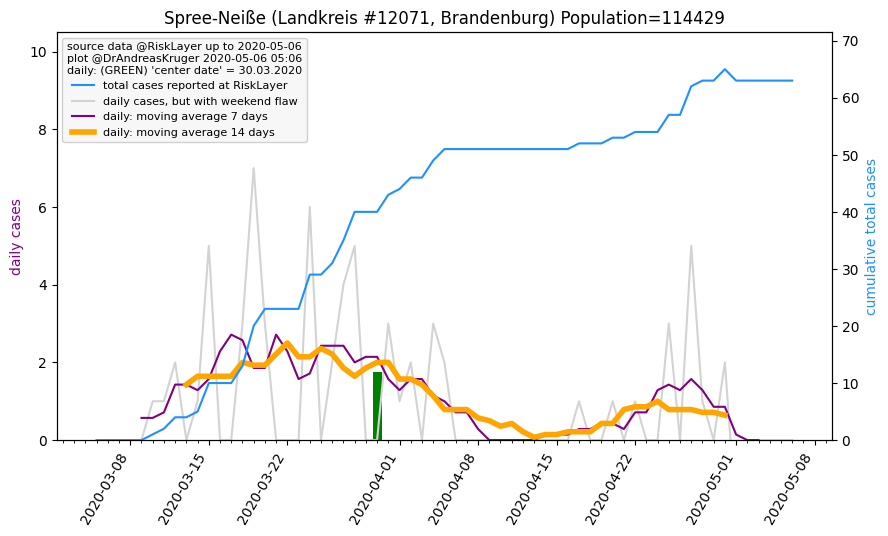 Spree-Neiße (Landkreis #12071, Brandenburg) Population=114429
source data @RiskLayer up to 2020-05-06
plot @DrAndreasKruger 2020-05-06 05:06
daily: (GREEN) 'center date' = 30.03.2020
total cases reported at RiskLayer
daily cases, but with weekend flaw
daily: moving average 7 days
daily: moving average 14 days
daily cases
10
8
6
4
2
0
cumulative total cases
70
60
50
40
30
20
10
0
2020-03-08
2020-03-15
2020-03-22
2020-04-01
2020-04-08
2020-04-15
2020-04-22
2020-05-01
2020-05-08